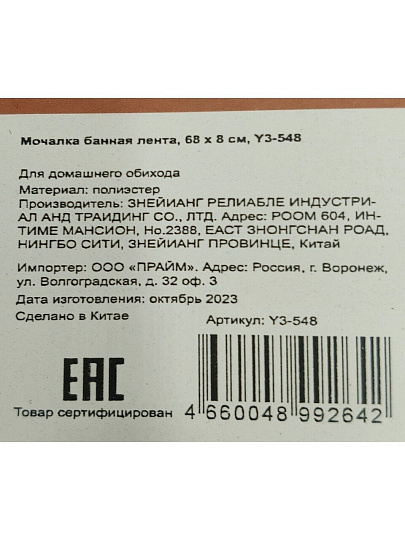 Мочалка банная лента, 68 х 8 см, Y3-548
Для домашнего обихода
Материал: полиэстер
Производитель: ЗНЕЙИАНГ РЕЛИАБЛЕ ИНДУСТРИ-
АЛ АНД ТРАИДИНГ СО., ЛТД. Адрес: РООМ 604, ИН-
ТИМЕ МАНСИОН, Но.2388, ЕАСТ ЗНОНГСНАН РОАД,
НИНГБО СИТИ, ЗНЕЙИАНГ ПРОВИНЦЕ, Китай
Импортер: ООО «ПРАЙМ». Адрес: Россия, г. Воронеж,
ул. Волгоградская, д. 32 оф. 3
Дата изготовления: октябрь 2023
Сделано в Китае
Артикул: Y3-548
ЕАС
Товар сертифицирован
4 660048 992642